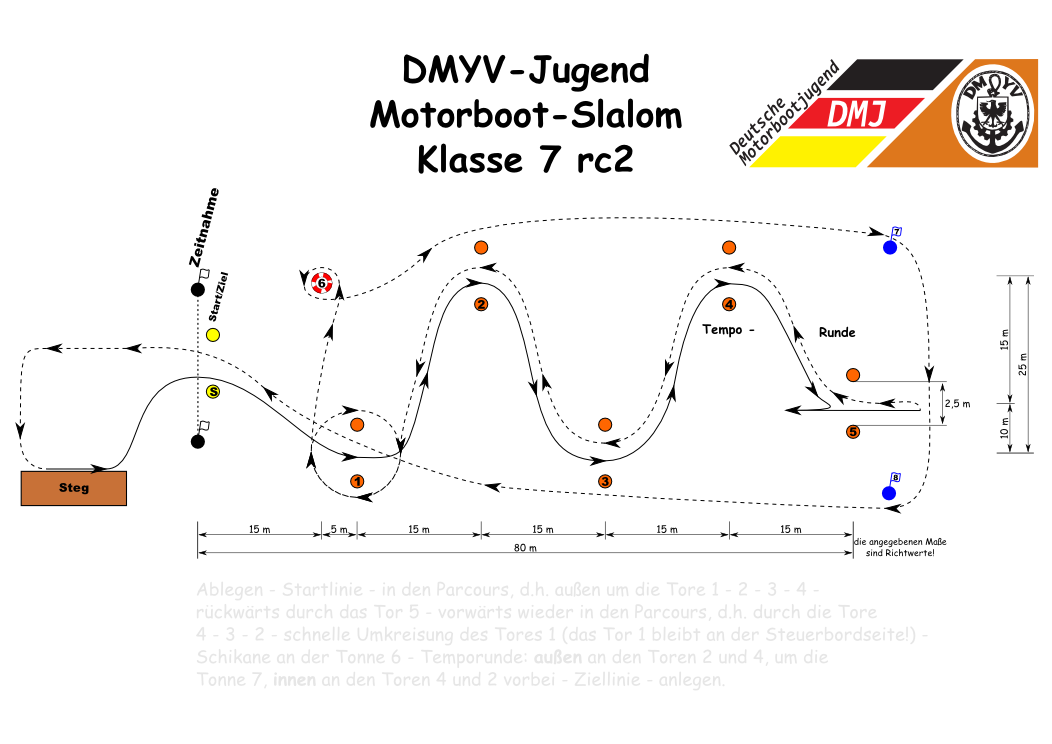 DMYV-Jugend
Motorboot-Slalom
Klasse 7 rc2
Deutsche
Motorbootjugend
DMJ
DMYV
Zeitnahme
Start/Ziel
7
6
2
4
Tempo -
Runde
15 m
25 m
S
2,5 m
10 m
5
1
3
8
Steg
15 m
5 m
15 m
15 m
15 m
15 m
80 m
die angegebenen Maße
sind Richtwerte!
Ablegen - Startlinie - in den Parcours, d.h. außen um die Tore 1 - 2 - 3 - 4 -
rückwärts durch das Tor 5 - vorwärts wieder in den Parcours, d.h. durch die Tore
4 - 3 - 2 - schnelle Umkreisung des Tores 1 (das Tor 1 bleibt an der Steuerbordseite!) -
Schikane an der Tonne 6 - Temporunde: außen an den Toren 2 und 4, um die
Tonne 7, innen an den Toren 4 und 2 vorbei - Ziellinie - anlegen.